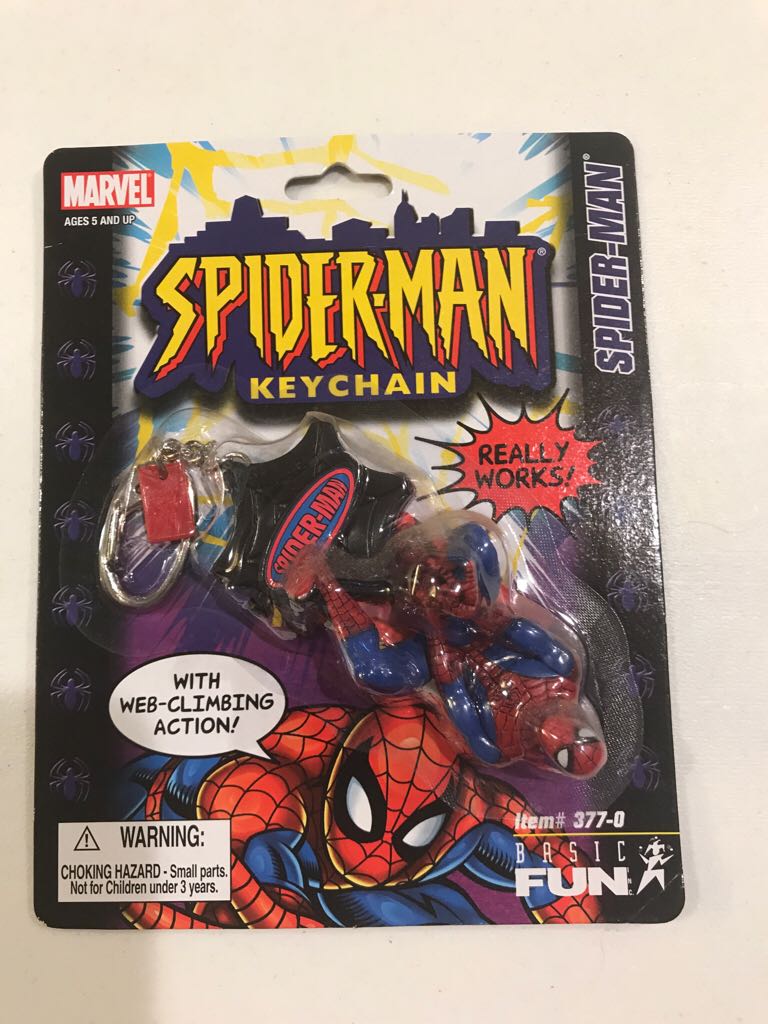 MARVEL
AGES 5 AND UP
SPIDER-MAN®
KEYCHAIN
SPIDER-MAN®
REALLY
WORKS!
SPIDER-MAN
WITH
WEB-CLIMBING
ACTION!
⚠ WARNING:
CHOKING HAZARD - Small parts.
Not for Children under 3 years.
Item# 377-0
BASIC
FUN